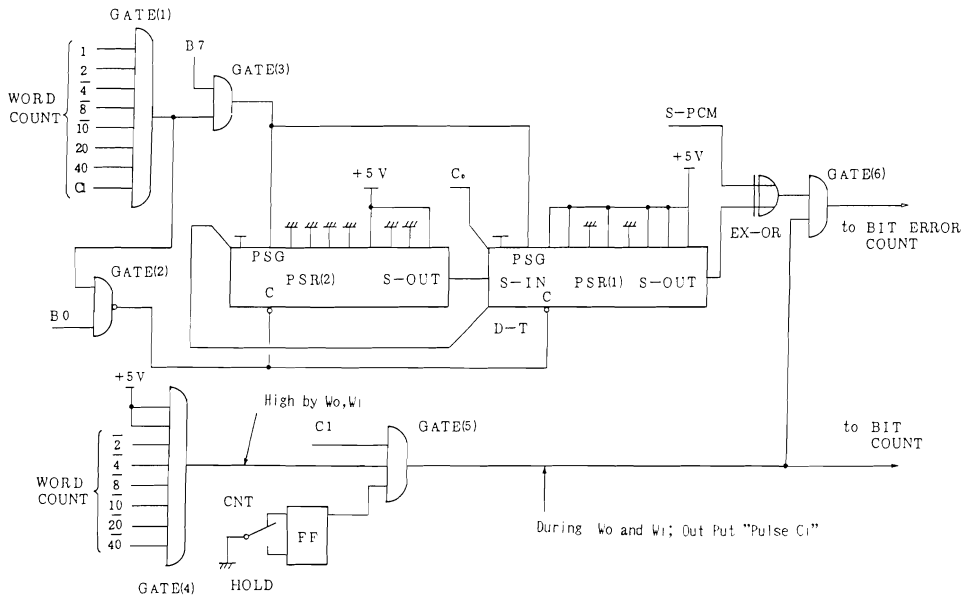 GATE(1)
WORD
COUNT
1
2
4
8
10
20
40
B7
GATE(3)
+5V
C₀
S-PCM
+5V
GATE(6)
EX-OR
to BIT ERROR
COUNT
PSG
PSR(2)
S-OUT
C
PSG
S-IN
PSR(1)
S-OUT
C
D-T
GATE(2)
B0
+5V
High by W₀,W₁
C1
GATE(5)
WORD
COUNT
2
4
8
10
20
40
CNT
FF
HOLD
GATE(4)
to BIT
COUNT
During W₀ and W₁; Out Put "Pulse C₁"